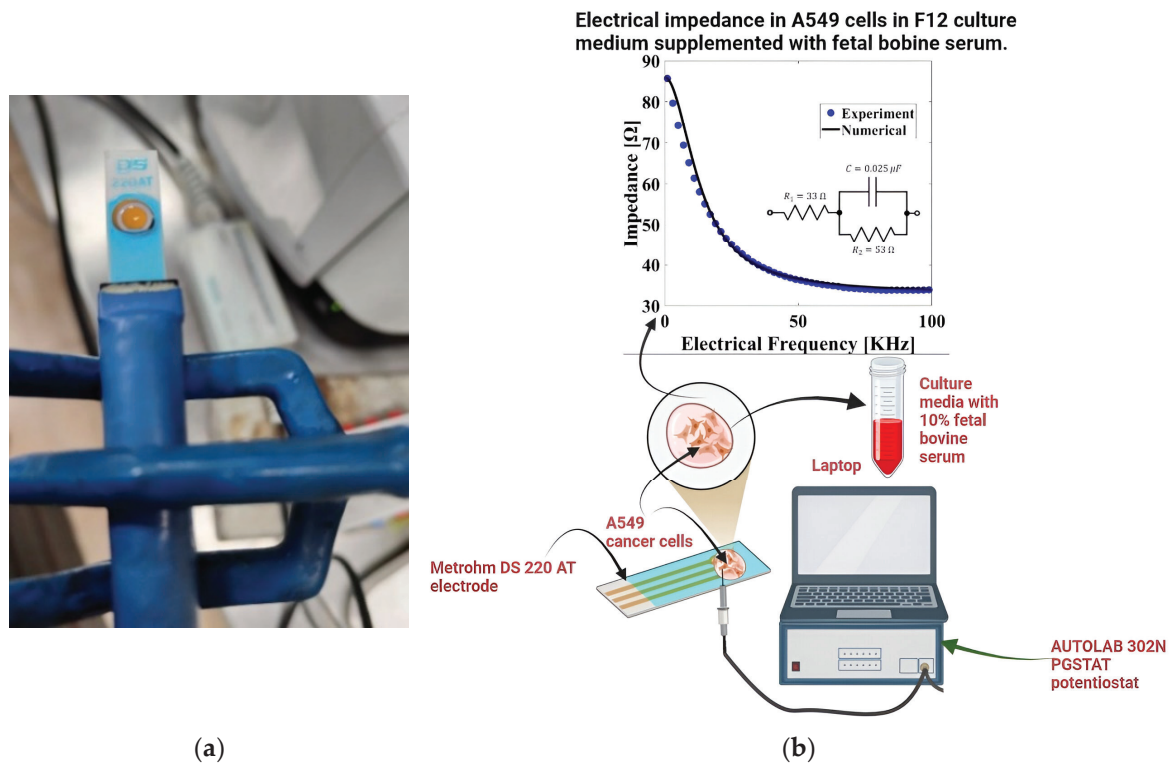 DS
220AT
Electrical impedance in A549 cells in F12 culture
medium supplemented with fetal bobine serum.
90
80
70
60
50
40
30
Impedance [Ω]
Experiment
Numerical
C = 0.025 μF
R₁ = 33 Ω
R₂ = 53 Ω
0
50
100
Electrical Frequency [KHz]
Culture
media with
10% fetal
bovine
serum
Laptop
A549
cancer cells
Metrohm DS 220 AT
electrode
AUTOLAB 302N
PGSTAT
potentiostat
(a)
(b)